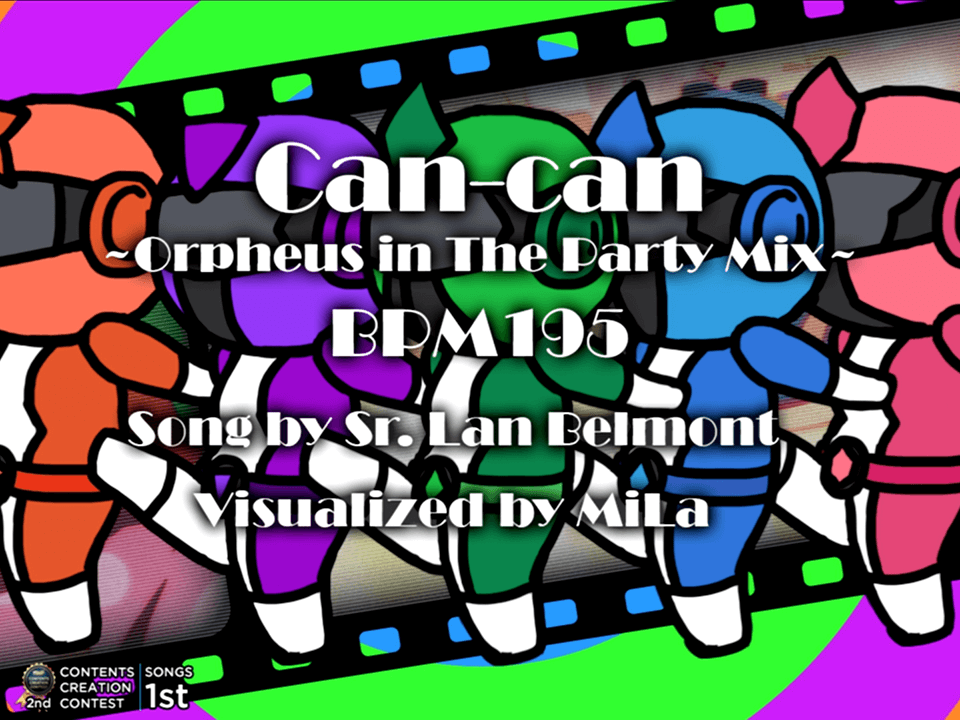 Can-can
~Orpheus in The Party Mix~
BPM195
Song by Sr. Lan Belmont
Visualized by MiLa
CONTENTS
CREATION
2nd CONTEST
SONGS
1st